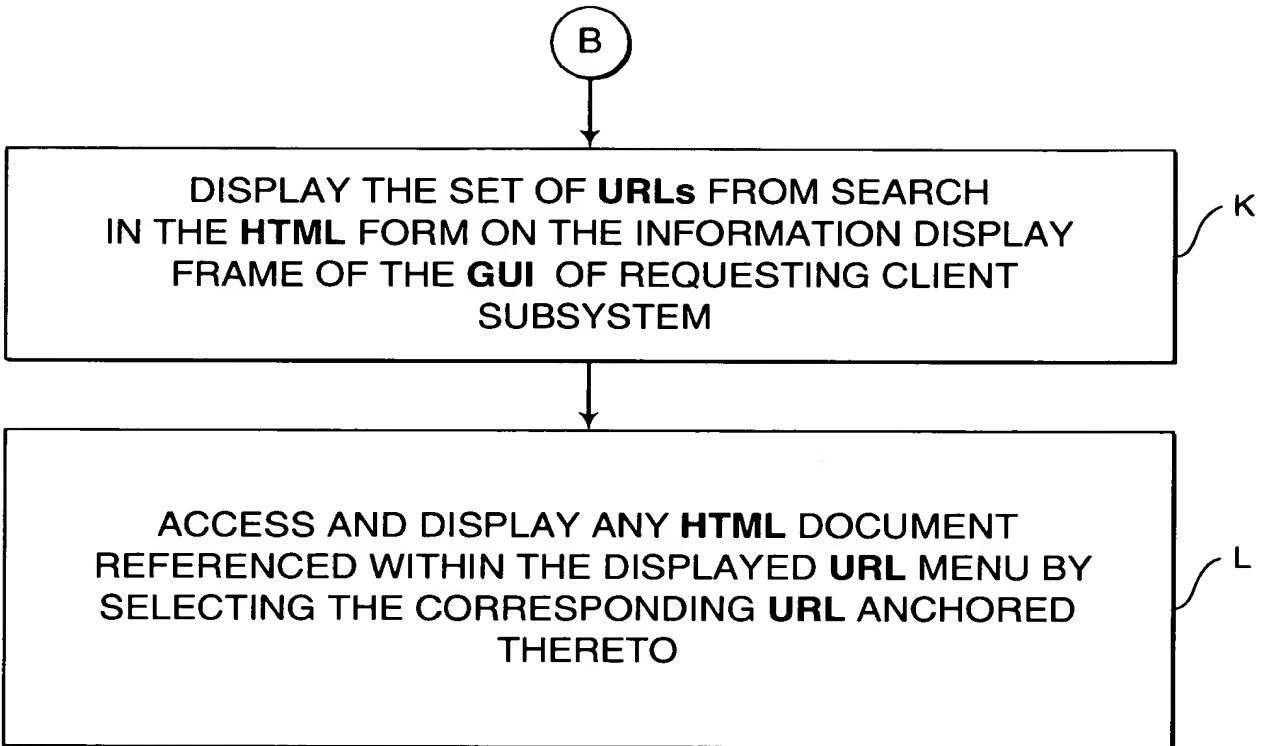 B
DISPLAY THE SET OF URLs FROM SEARCH
IN THE HTML FORM ON THE INFORMATION DISPLAY
FRAME OF THE GUI OF REQUESTING CLIENT
SUBSYSTEM
K
ACCESS AND DISPLAY ANY HTML DOCUMENT
REFERENCED WITHIN THE DISPLAYED URL MENU BY
SELECTING THE CORRESPONDING URL ANCHORED
THERETO
L